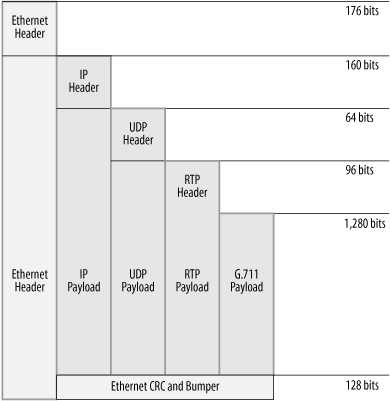 Ethernet
Header
176 bits
IP
Header
160 bits
UDP
Header
64 bits
RTP
Header
96 bits
1,280 bits
Ethernet
Header
IP
Payload
UDP
Payload
RTP
Payload
G.711
Payload
Ethernet CRC and Bumper
128 bits